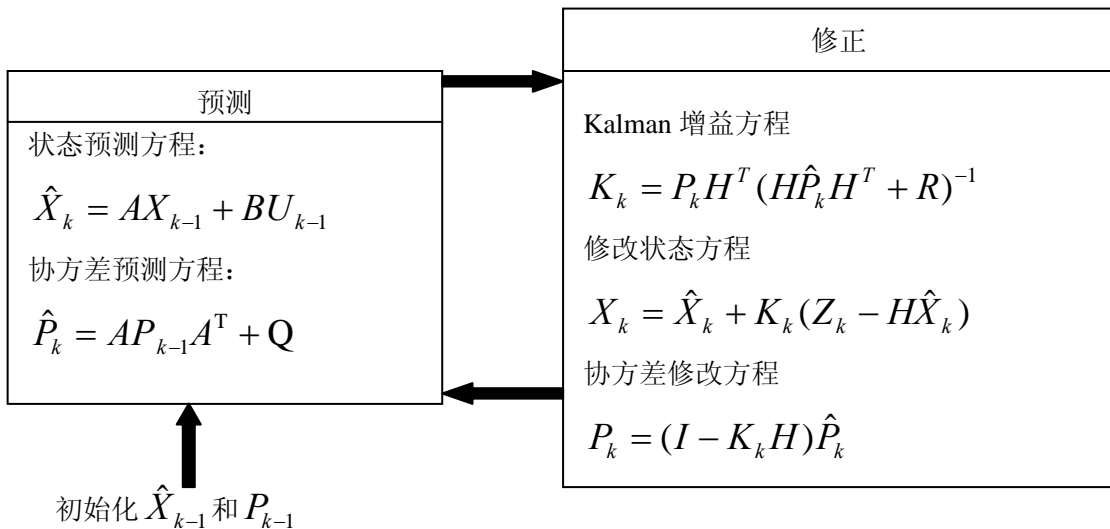 预测
状态预测方程：
$\hat{X}_k = AX_{k-1} + BU_{k-1}$
协方差预测方程：
$\hat{P}_k = AP_{k-1}A^{\mathrm{T}} + \mathrm{Q}$
初始化 $\hat{X}_{k-1}$ 和 $P_{k-1}$
修正
Kalman 增益方程
$K_k = P_k H^T (H\hat{P}_k H^T + R)^{-1}$
修改状态方程
$X_k = \hat{X}_k + K_k (Z_k - H\hat{X}_k)$
协方差修改方程
$P_k = (I - K_k H)\hat{P}_k$